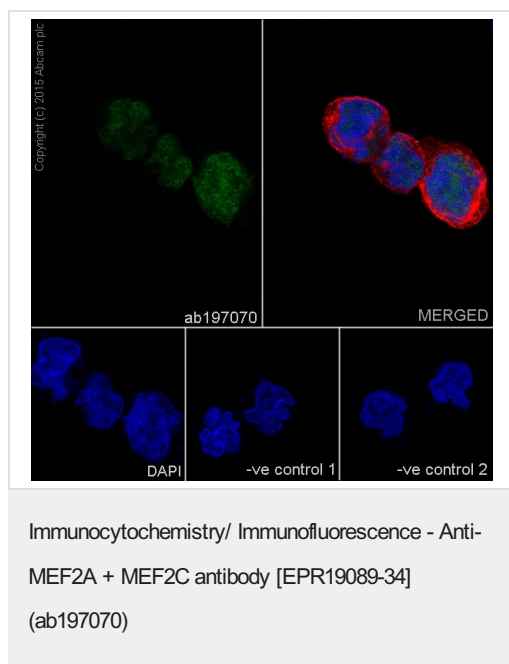 Copyright (c) 2015 Abcam plc
ab197070
MERGED
DAPI
-ve control 1
-ve control 2
Immunocytochemistry/ Immunofluorescence - Anti-
MEF2A + MEF2C antibody [EPR19089-34]
(ab197070)